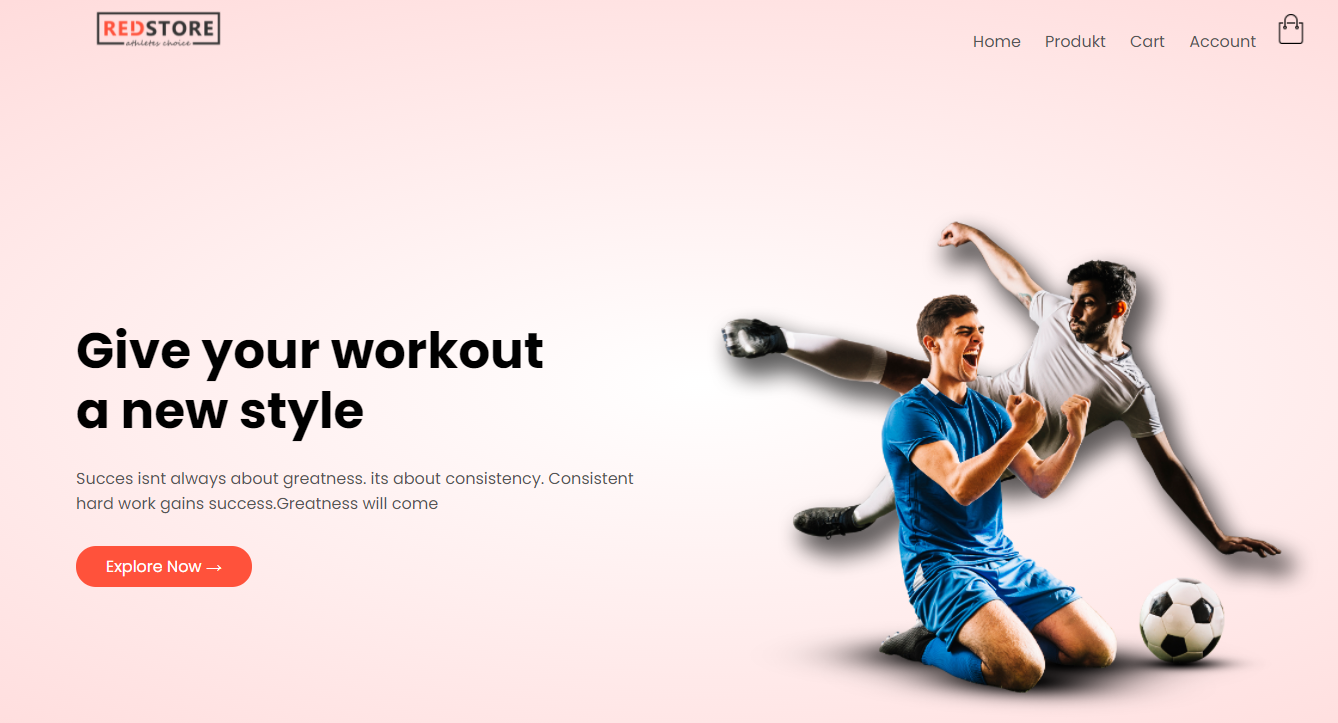 REDSTORE
athletes choice
Home Produkt Cart Account
Give your workout
a new style
Succes isnt always about greatness. its about consistency. Consistent
hard work gains success.Greatness will come
Explore Now →